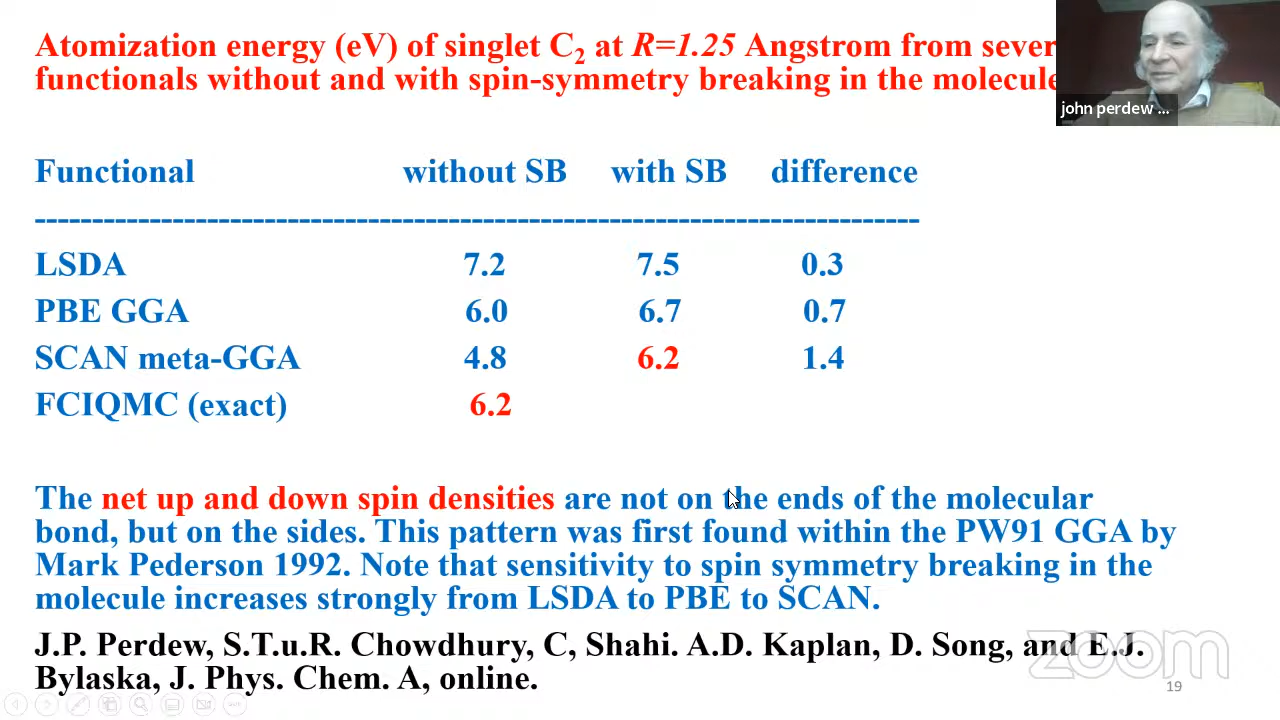 Atomization energy (eV) of singlet C₂ at R=1.25 Angstrom from sever
functionals without and with spin-symmetry breaking in the molecule
john perdew ...
Functional without SB with SB difference
--------------------------------------------------------------------------------
LSDA 7.2 7.5 0.3
PBE GGA 6.0 6.7 0.7
SCAN meta-GGA 4.8 6.2 1.4
FCIQMC (exact) 6.2
The net up and down spin densities are not on the ends of the molecular
bond, but on the sides. This pattern was first found within the PW91 GGA by
Mark Pederson 1992. Note that sensitivity to spin symmetry breaking in the
molecule increases strongly from LSDA to PBE to SCAN.
J.P. Perdew, S.T.u.R. Chowdhury, C, Shahi. A.D. Kaplan, D. Song, and E.J.
Bylaska, J. Phys. Chem. A, online.
zoom
19